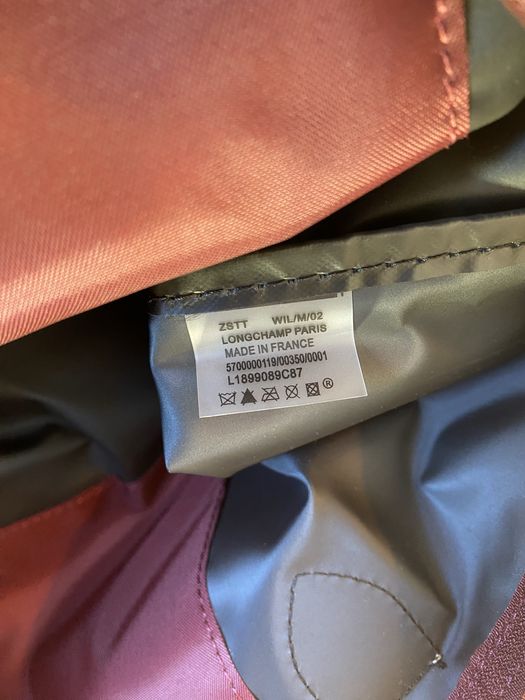 ZSTT WIL/M/02
LONGCHAMP PARIS
MADE IN FRANCE
5700000119/00350/0001
L1899089C87
®